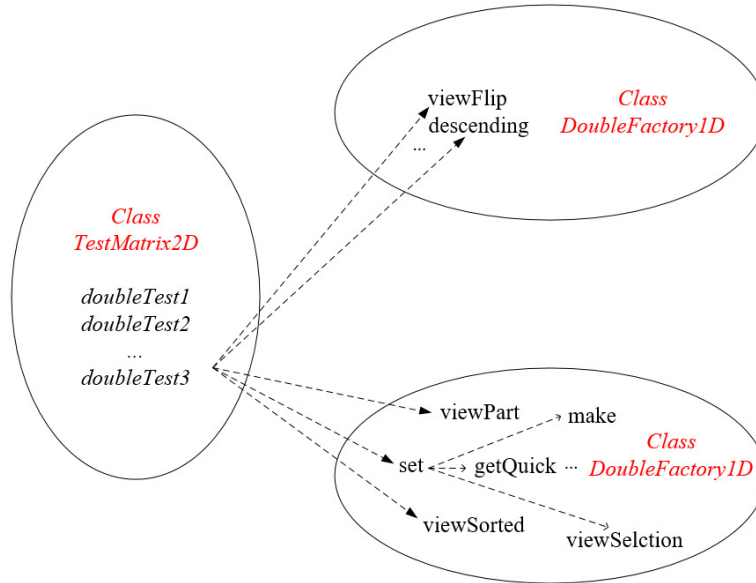 viewFlip
descending
...
Class
DoubleFactory1D
Class
TestMatrix2D
doubleTest1
doubleTest2
...
doubleTest3
viewPart
make
set
getQuick ...
Class
DoubleFactory1D
viewSorted
viewSelction